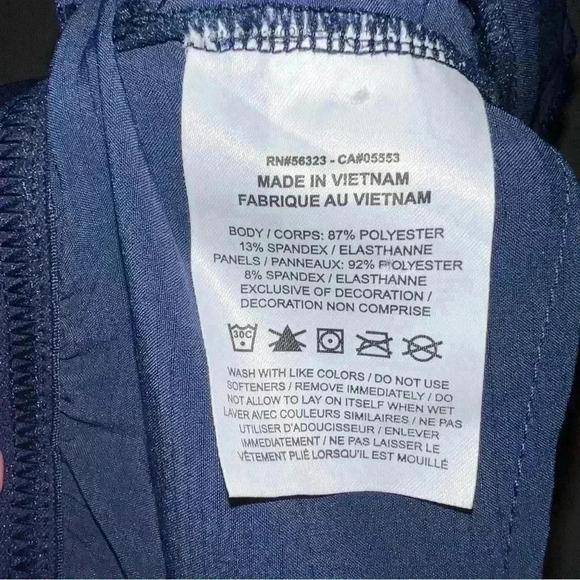 RN#56323 - CA#05553
MADE IN VIETNAM
FABRIQUE AU VIETNAM
BODY / CORPS: 87% POLYESTER
13% SPANDEX / ELASTHANNE
PANELS / PANNEAUX: 92% POLYESTER
8% SPANDEX / ELASTHANNE
EXCLUSIVE OF DECORATION /
DECORATION NON COMPRISE
30C
WASH WITH LIKE COLORS / DO NOT USE
SOFTENERS / REMOVE IMMEDIATELY / DO
NOT ALLOW TO LAY ON ITSELF WHEN WET
LAVER AVEC COULEURS SIMILAIRES / NE PAS
UTILISER D'ADOUCISSEUR / ENLEVER
IMMÉDIATEMENT / NE PAS LAISSER LE
VÊTEMENT PLIÉ LORSQU'IL EST MOUILLÉ